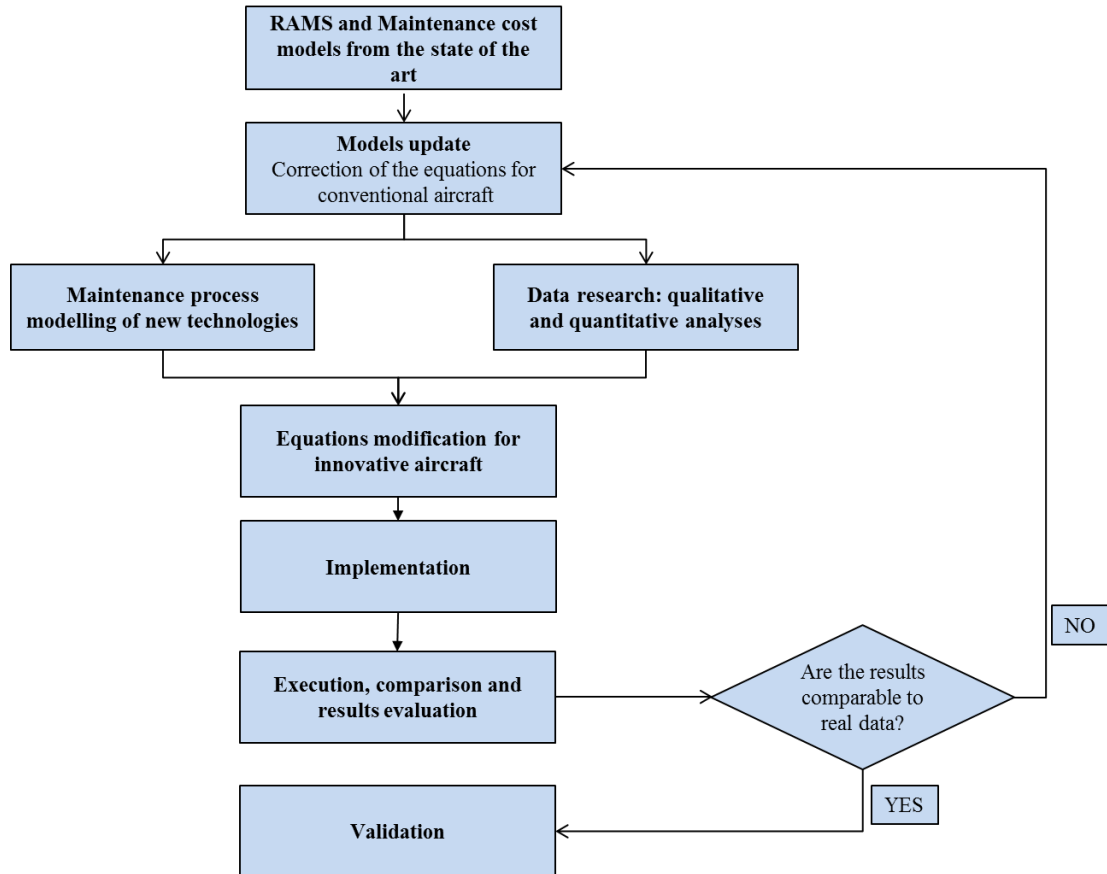 RAMS and Maintenance cost
models from the state of the
art
Models update
Correction of the equations for
conventional aircraft
Maintenance process
modelling of new technologies
Data research: qualitative
and quantitative analyses
Equations modification for
innovative aircraft
Implementation
Execution, comparison and
results evaluation
Are the results
comparable to
real data?
NO
YES
Validation